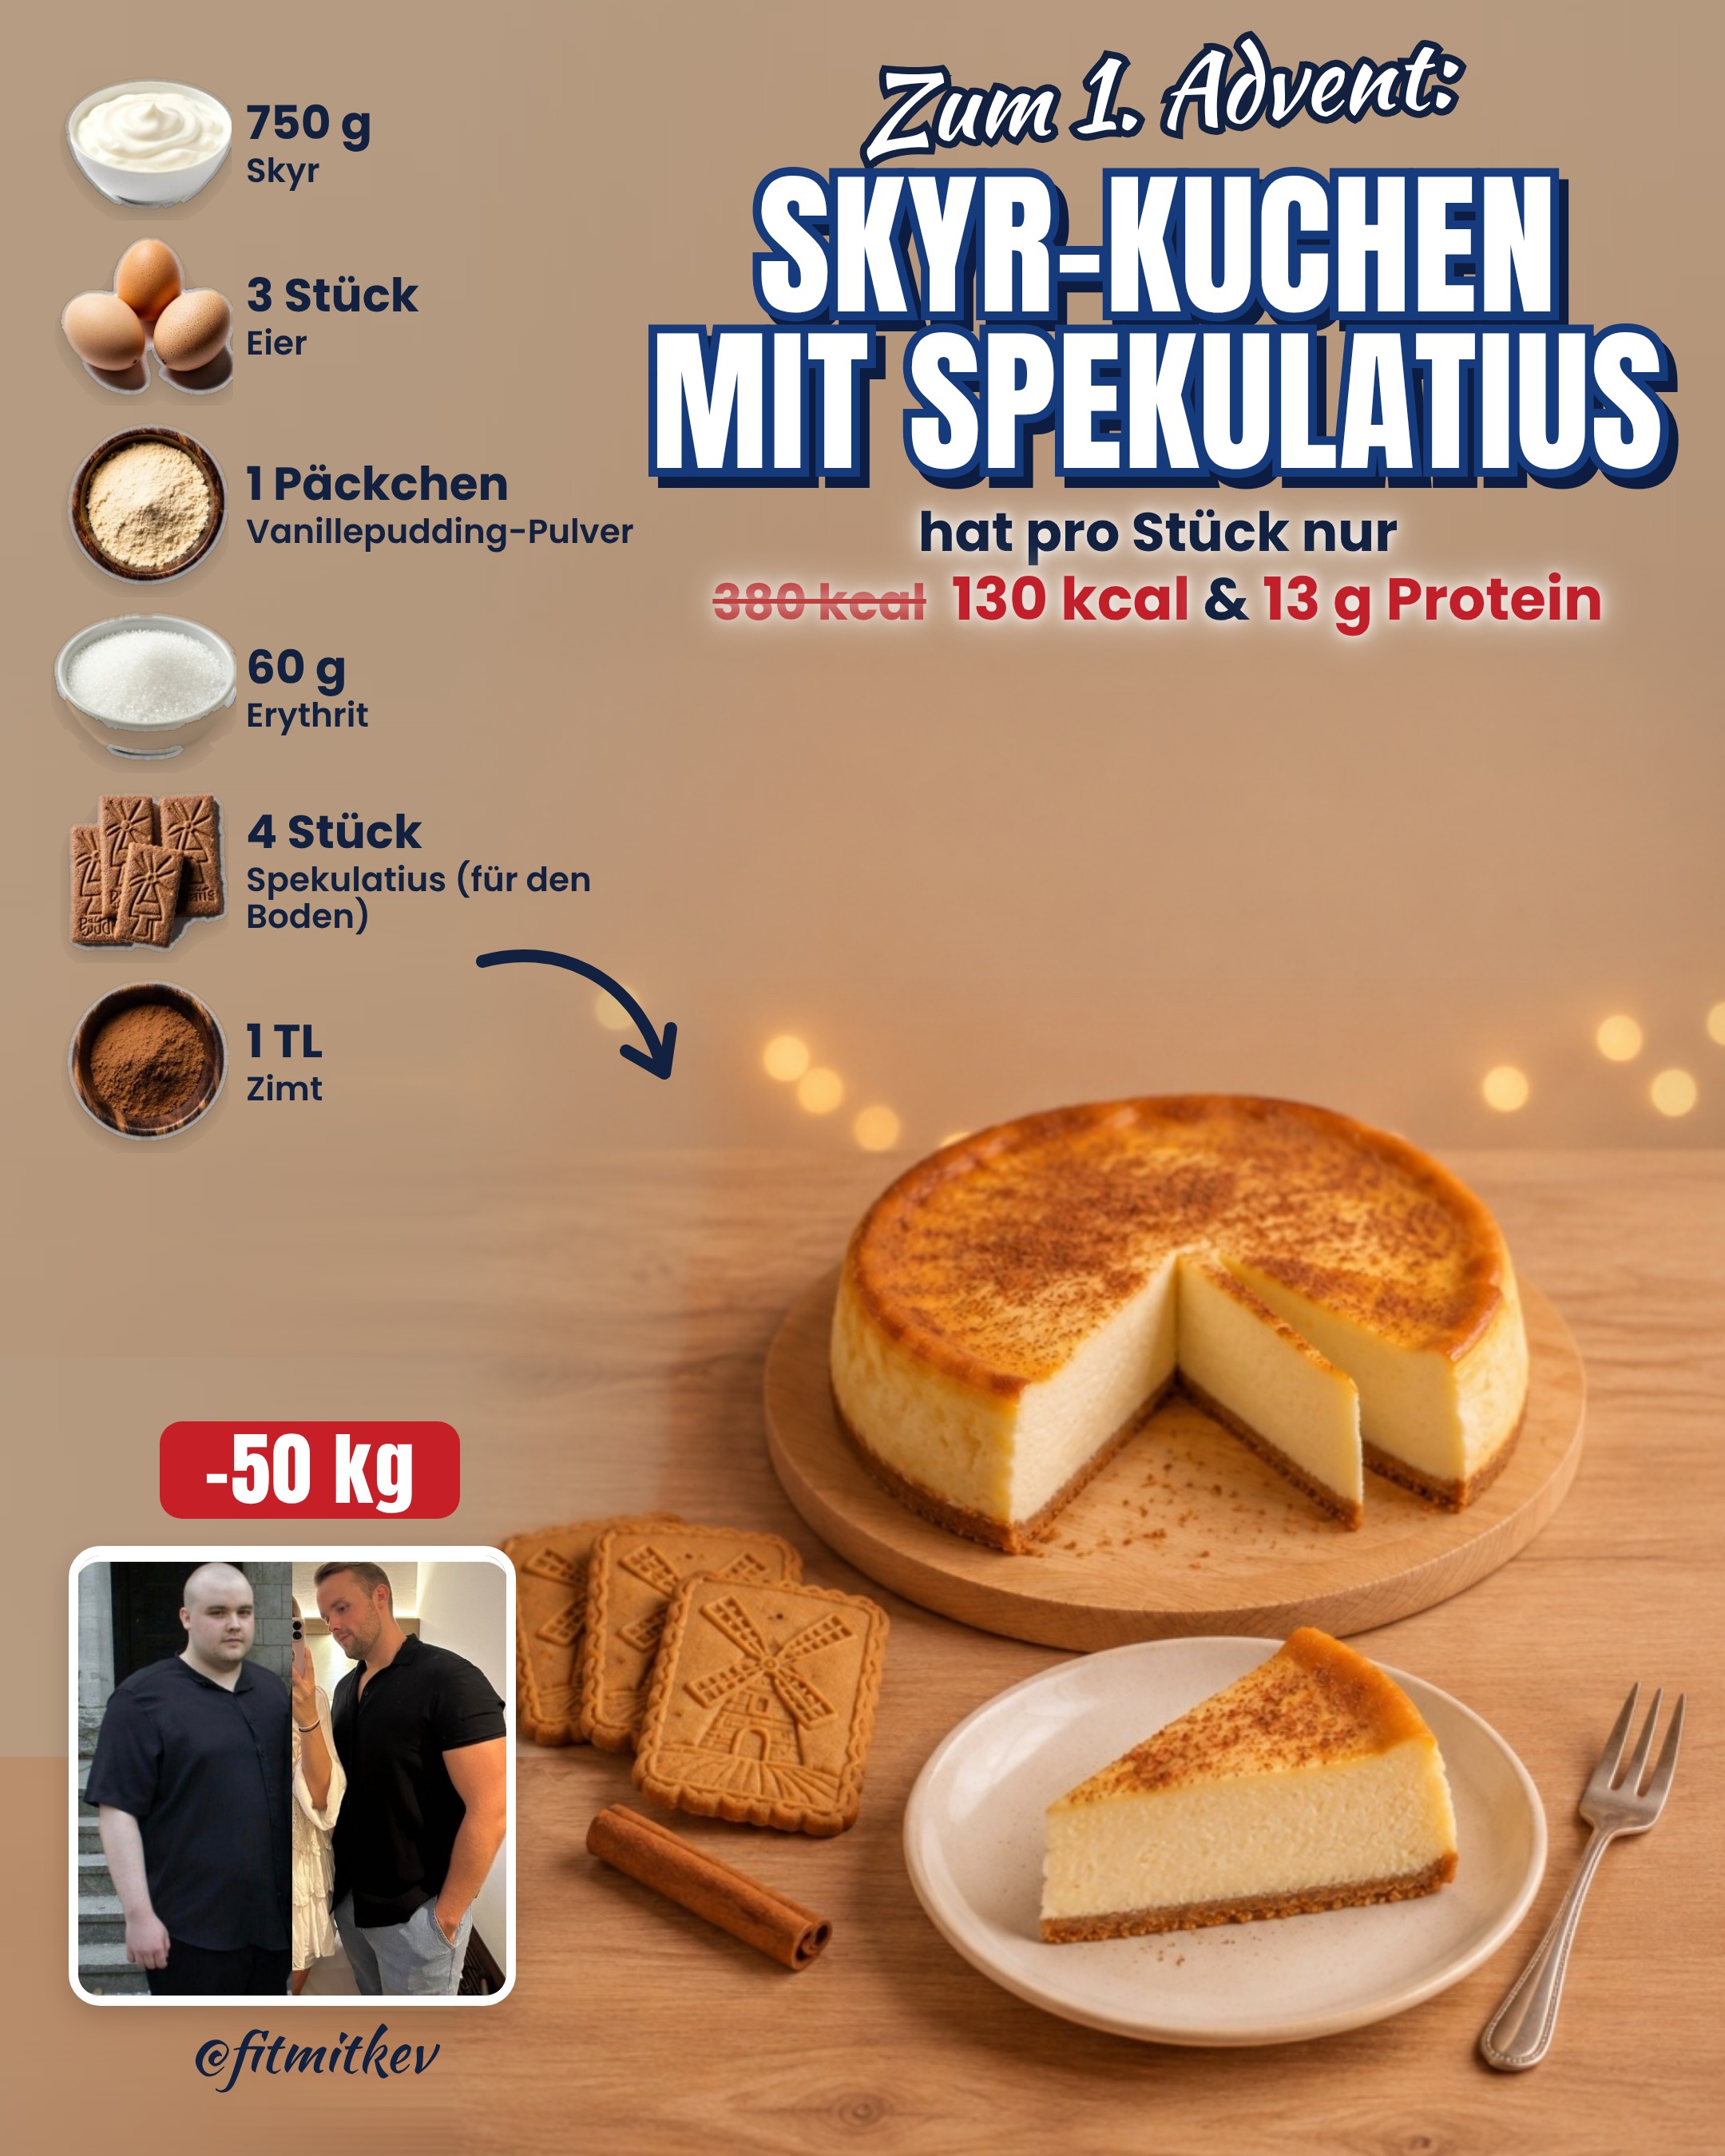 Zum 1. Advent:
SKYR-KUCHEN
MIT SPEKULATIUS
hat pro Stück nur
380 kcal 130 kcal & 13 g Protein
750 g
Skyr
3 Stück
Eier
1 Päckchen
Vanillepudding-Pulver
60 g
Erythrit
4 Stück
Spekulatius (für den
Boden)
1 TL
Zimt
-50 kg
@fitmitkev